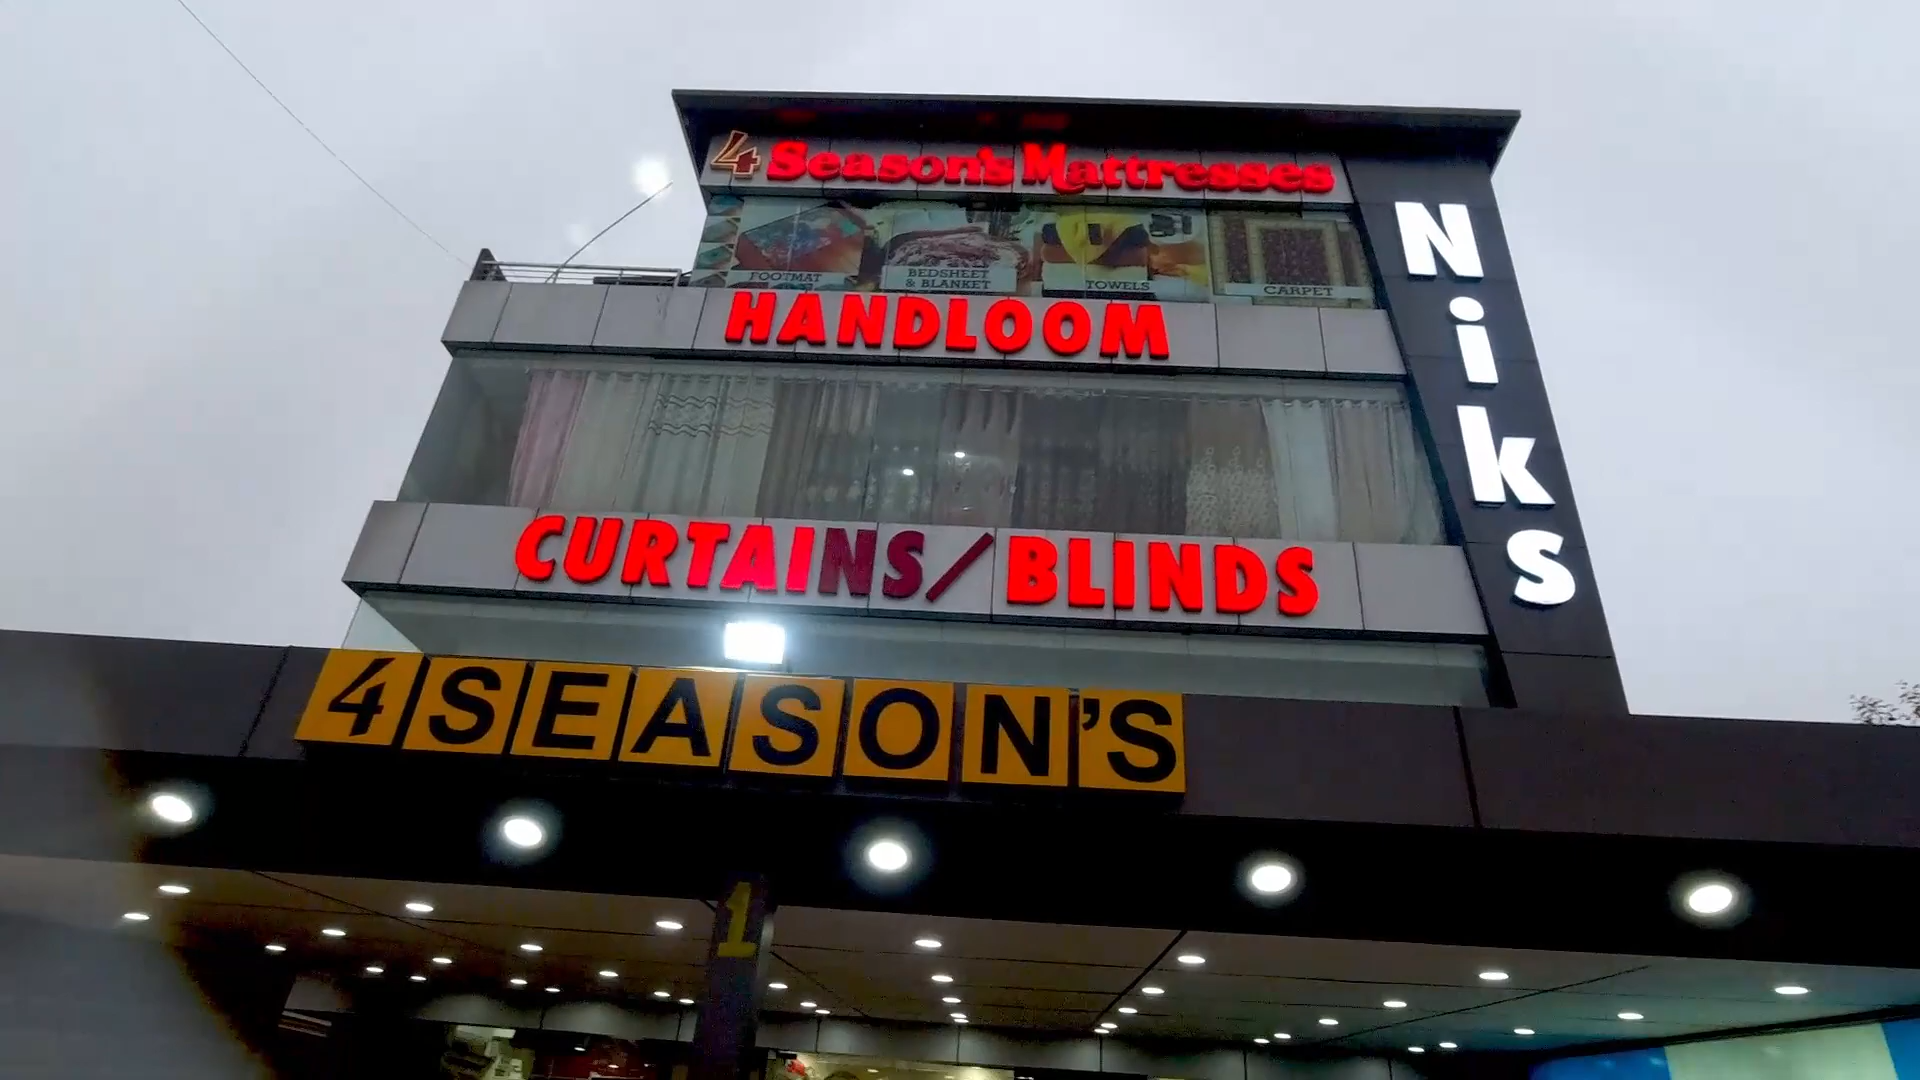 4 Season's Mattresses
FOOTMAT
BEDSHEET
& BLANKET
TOWELS
CARPET
HANDLOOM
Niks
CURTAINS/BLINDS
4SEASON'S
1